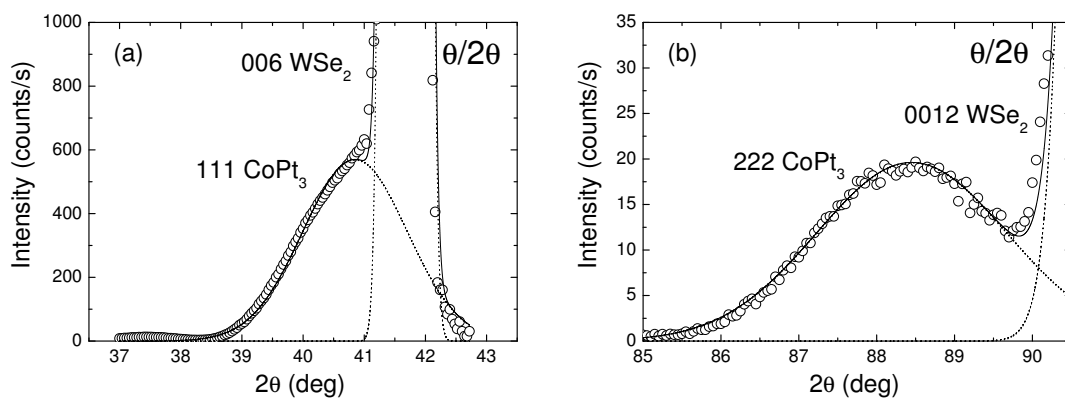 (a)
θ/2θ
006 WSe₂
111 CoPt₃
Intensity (counts/s)
1000
800
600
400
200
0
37 38 39 40 41 42 43
2θ (deg)
(b)
θ/2θ
0012 WSe₂
222 CoPt₃
Intensity (counts/s)
35
30
25
20
15
10
5
0
85 86 87 88 89 90
2θ (deg)